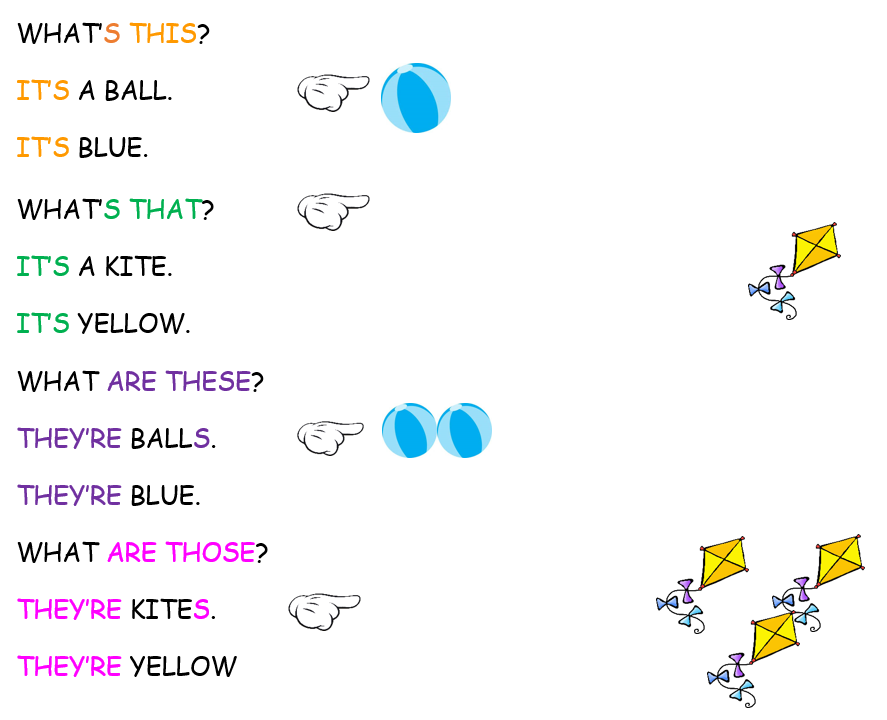 WHAT'S THIS?
IT'S A BALL.
IT'S BLUE.
WHAT'S THAT?
IT'S A KITE.
IT'S YELLOW.
WHAT ARE THESE?
THEY'RE BALLS.
THEY'RE BLUE.
WHAT ARE THOSE?
THEY'RE KITES.
THEY'RE YELLOW